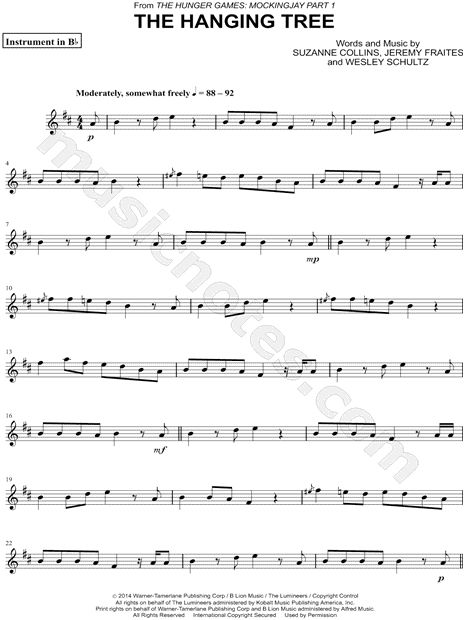 From THE HUNGER GAMES: MOCKINGJAY PART 1
THE HANGING TREE
Instrument in B♭
Words and Music by
SUZANNE COLLINS, JEREMY FRAITES
and WESLEY SCHULTZ
Moderately, somewhat freely ♩ = 88 – 92
p
4
7
mp
10
13
16
mf
19
22
p
musicnotes.com
© 2014 Warner-Tamerlane Publishing Corp / B Lion Music / The Lumineers / Copyright Control
All rights on behalf of The Lumineers administered by Kobalt Music Publishing America, Inc.
Print rights on behalf of Warner-Tamerlane Publishing Corp and B Lion Music administered by Alfred Music.
All Rights Reserved International Copyright Secured Used by Permission